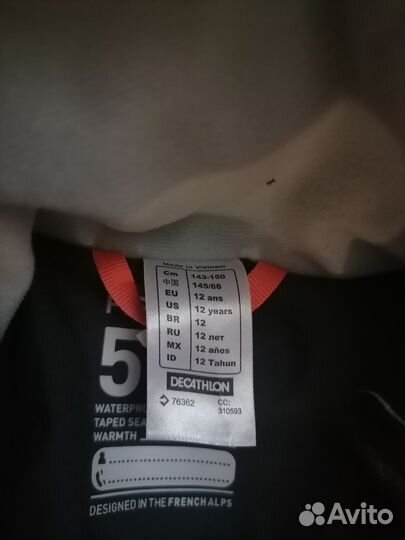 Made in Vietnam
Cm 143-150
中国 145/68
EU 12 ans
US 12 years
BR 12
RU 12 лет
MX 12 años
ID 12 Tahun
DECATHLON
76362 CC: 310593
5
WATERPR
TAPED SEA
WARMTH
DESIGNED IN THE FRENCH ALPS
Avito